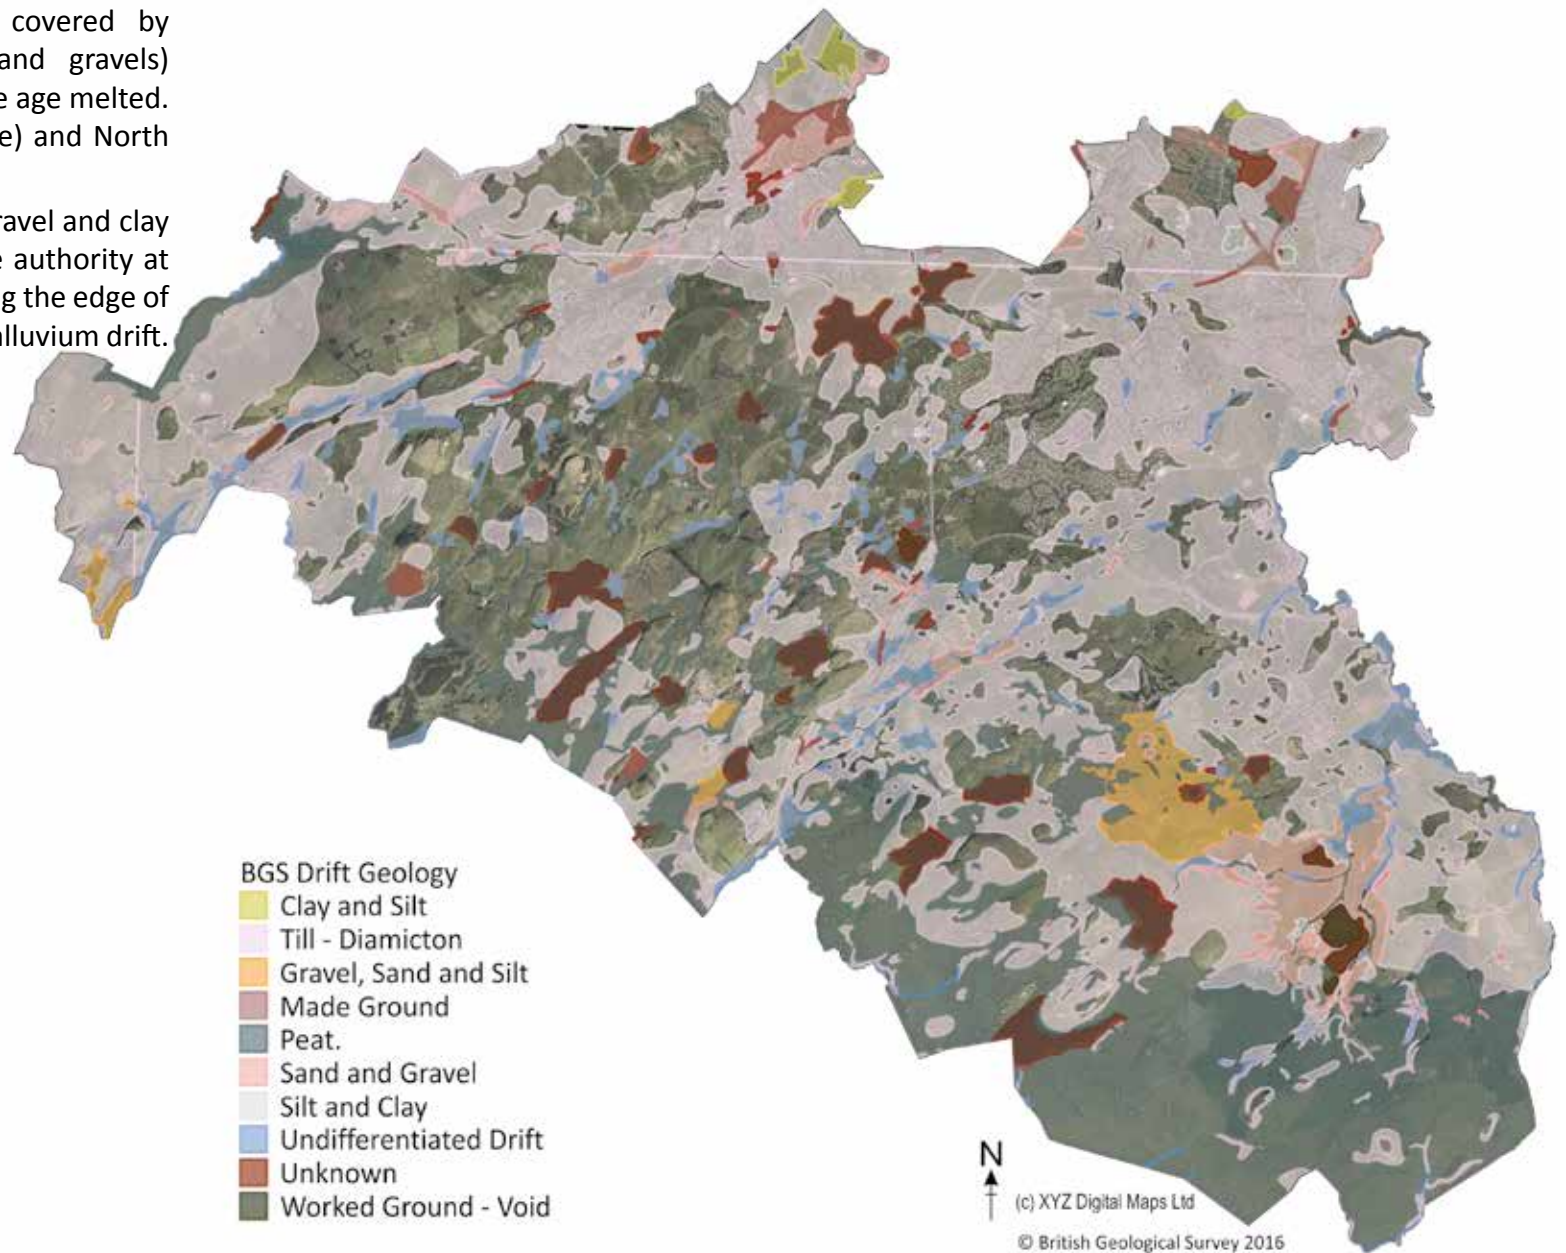 covered by
and gravels)
e age melted.
e) and North
ravel and clay
e authority at
ng the edge of
alluvium drift.
BGS Drift Geology
Clay and Silt
Till - Diamicton
Gravel, Sand and Silt
Made Ground
Peat.
Sand and Gravel
Silt and Clay
Undifferentiated Drift
Unknown
Worked Ground - Void
N
(c) XYZ Digital Maps Ltd
© British Geological Survey 2016